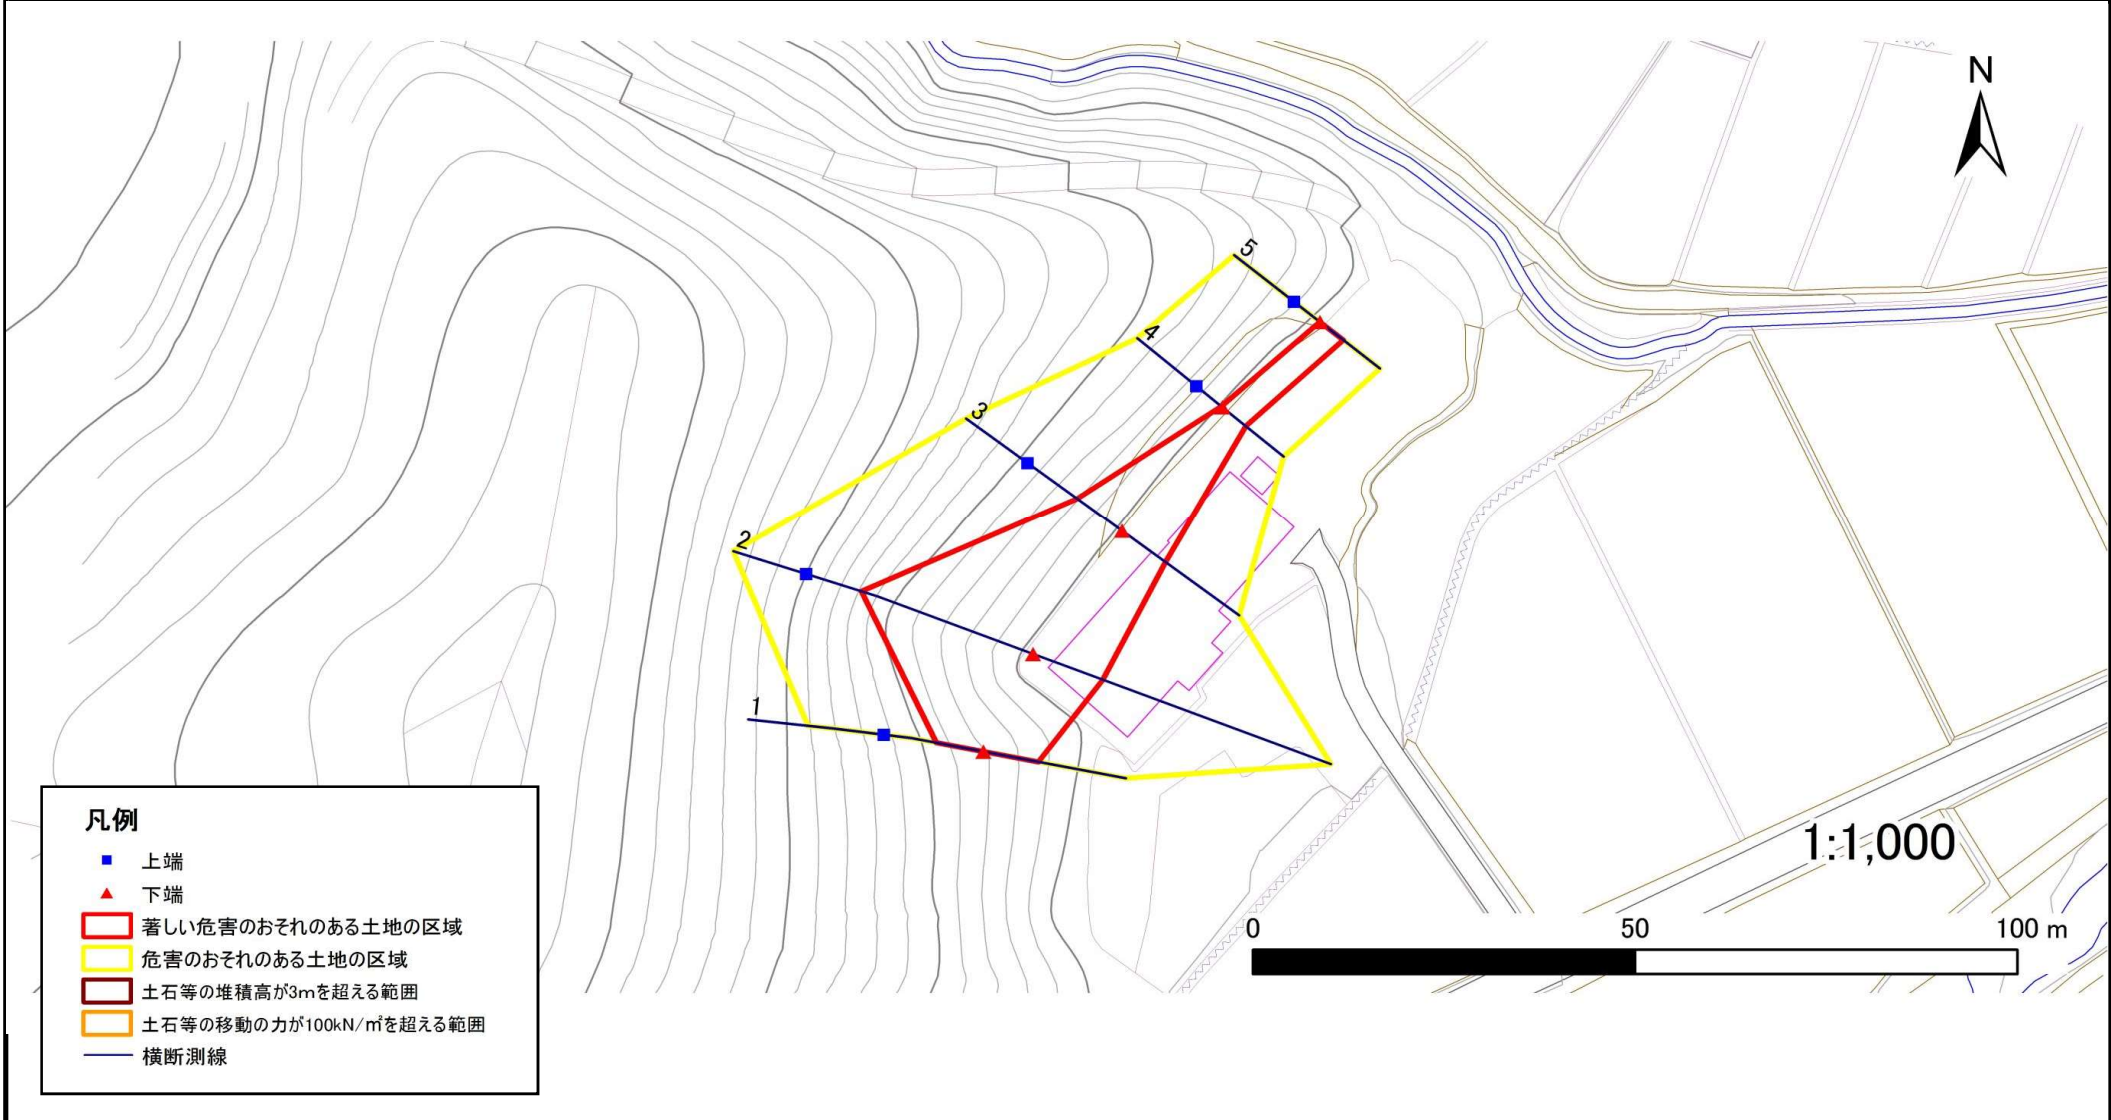 N
5
4
3
2
1
1:1,000
0 50 100 m
凡例
上端
下端
著しい危害のおそれのある土地の区域
危害のおそれのある土地の区域
土石等の堆積高が3mを超える範囲
土石等の移動の力が100kN/㎡を超える範囲
横断測線